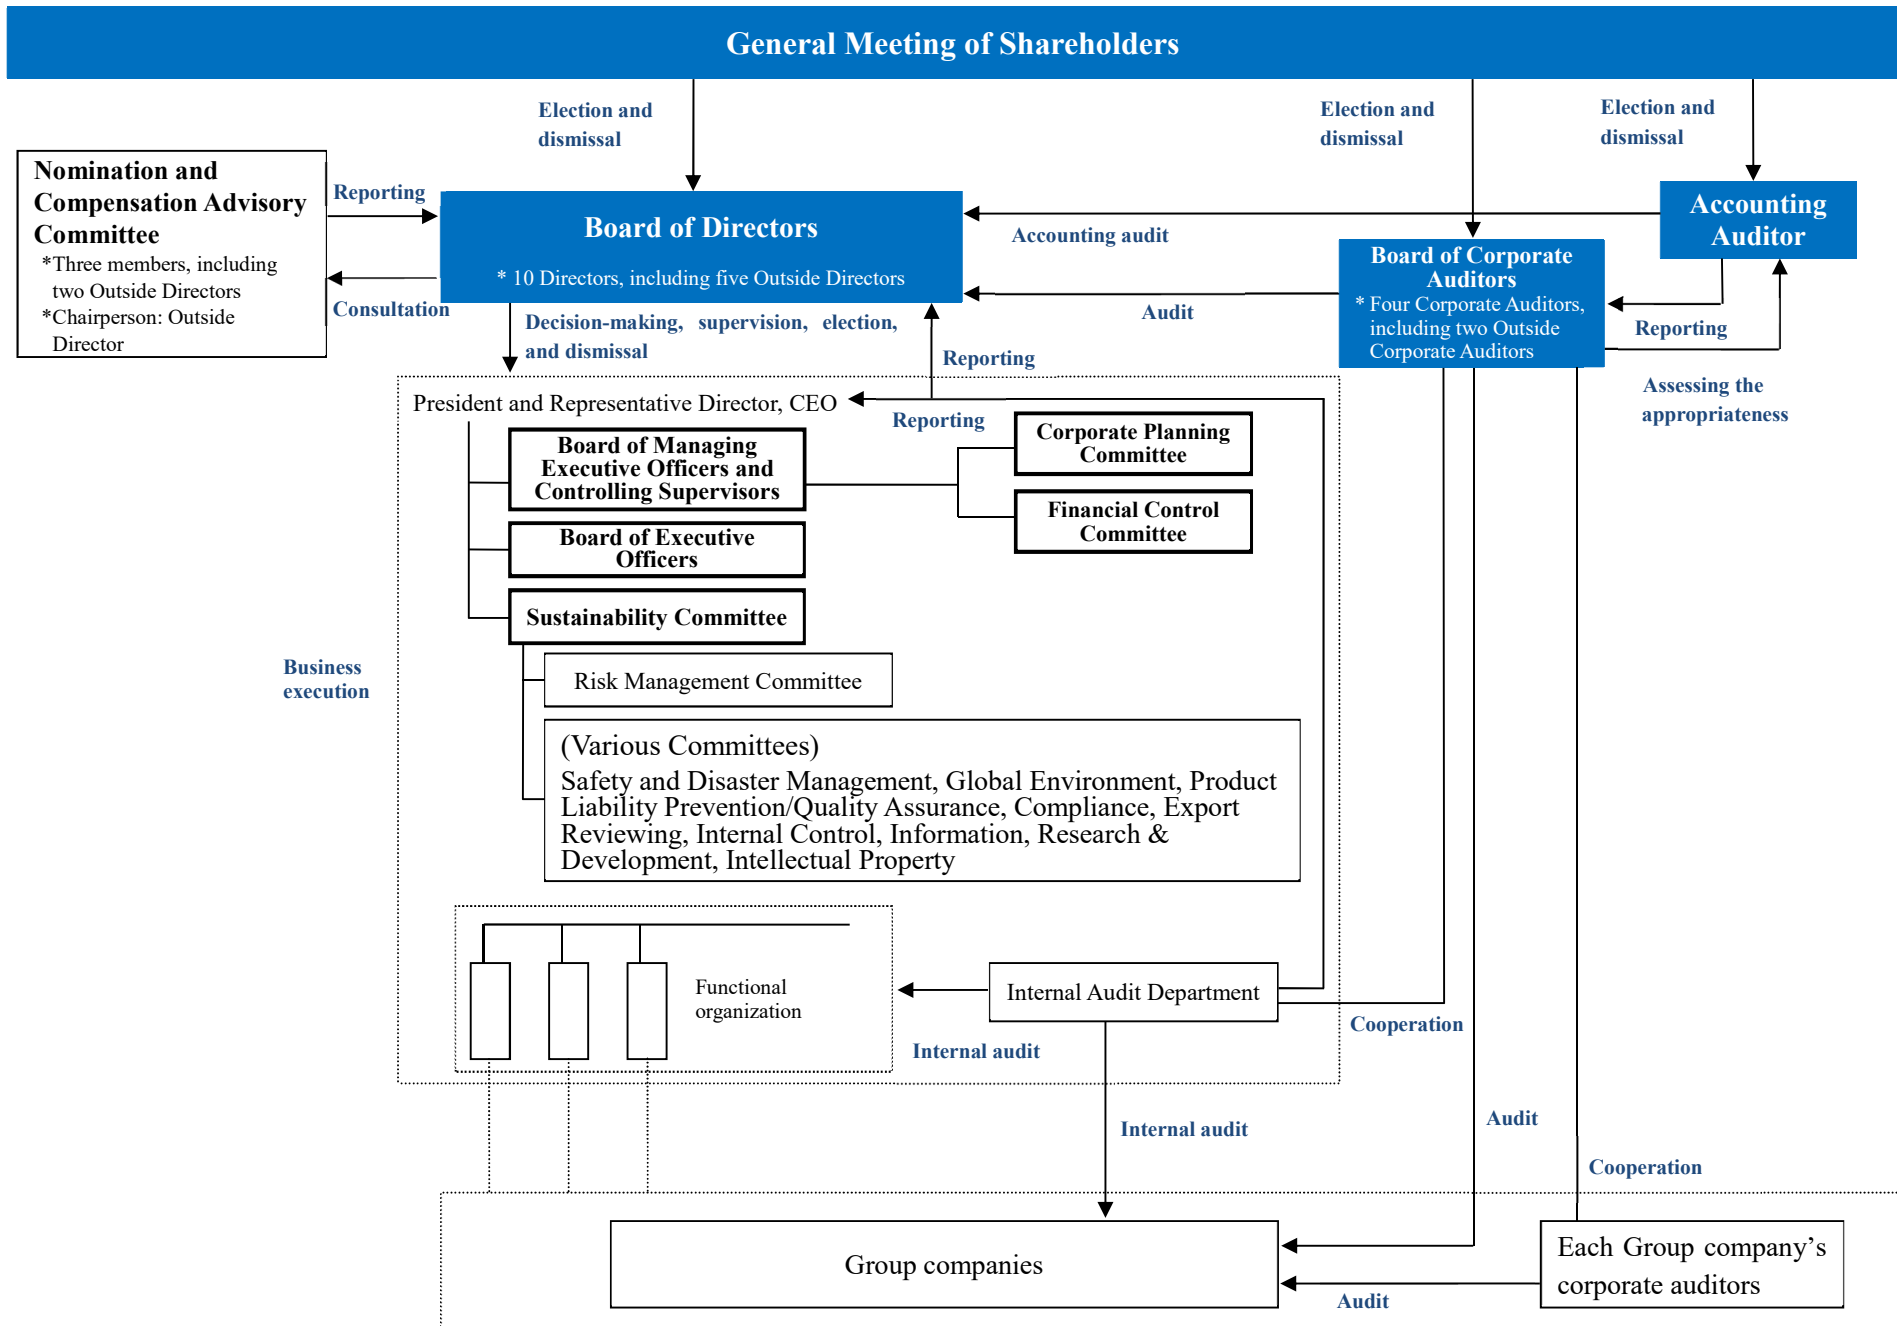 General Meeting of Shareholders
Election and
dismissal
Election and
dismissal
Election and
dismissal
Nomination and
Compensation Advisory
Committee
*Three members, including
two Outside Directors
*Chairperson: Outside
Director
Reporting
Consultation
Board of Directors
* 10 Directors, including five Outside Directors
Accounting audit
Audit
Accounting
Auditor
Board of Corporate
Auditors
* Four Corporate Auditors,
including two Outside
Corporate Auditors
Reporting
Assessing the
appropriateness
Decision-making, supervision, election,
and dismissal
Reporting
President and Representative Director, CEO
Reporting
Board of Managing
Executive Officers and
Controlling Supervisors
Corporate Planning
Committee
Financial Control
Committee
Board of Executive
Officers
Sustainability Committee
Business
execution
Risk Management Committee
(Various Committees)
Safety and Disaster Management, Global Environment, Product
Liability Prevention/Quality Assurance, Compliance, Export
Reviewing, Internal Control, Information, Research &
Development, Intellectual Property
Functional
organization
Internal Audit Department
Internal audit
Cooperation
Internal audit
Audit
Cooperation
Group companies
Each Group company’s
corporate auditors
Audit